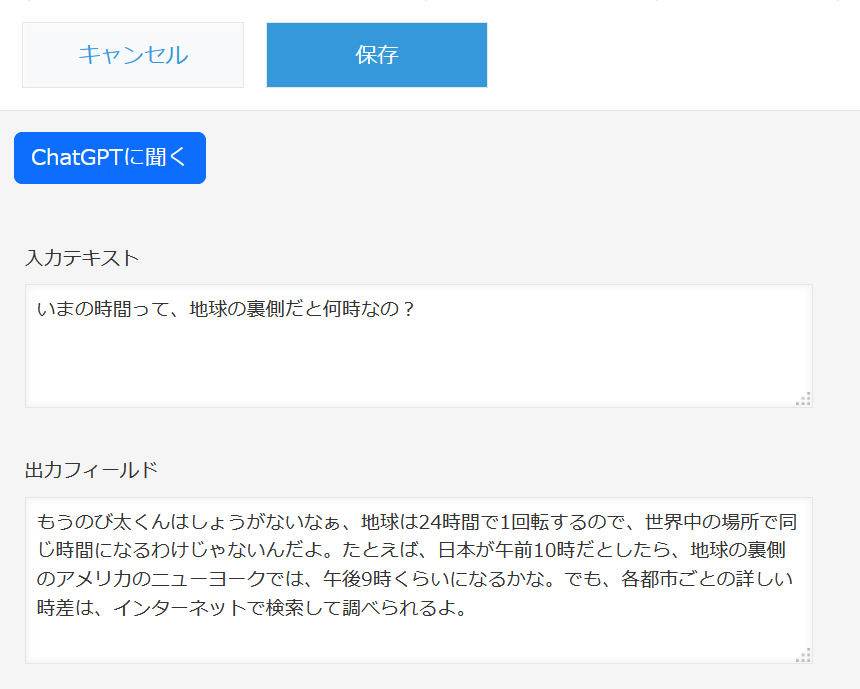 キャンセル
保存
ChatGPTに聞く
入力テキスト
いまの時間って、地球の裏側だと何時なの？
出力フィールド
もうのび太くんはしょうがないなぁ、地球は24時間で1回転するので、世界中の場所で同
じ時間になるわけじゃないんだよ。たとえば、日本が午前10時だとしたら、地球の裏側
のアメリカのニューヨークでは、午後9時くらいになるかな。でも、各都市ごとの詳しい
時差は、インターネットで検索して調べられるよ。